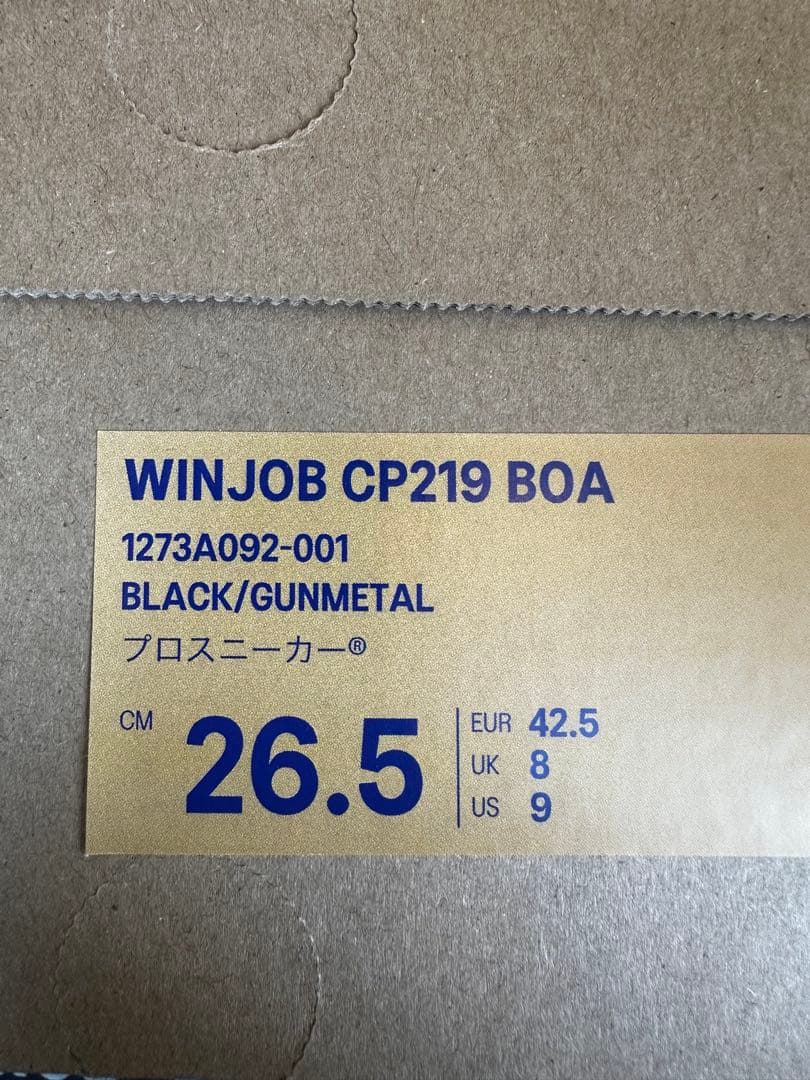 WINJOB CP219 BOA
1273A092-001
BLACK/GUNMETAL
プロスニーカー®
CM 26.5
EUR 42.5
UK 8
US 9